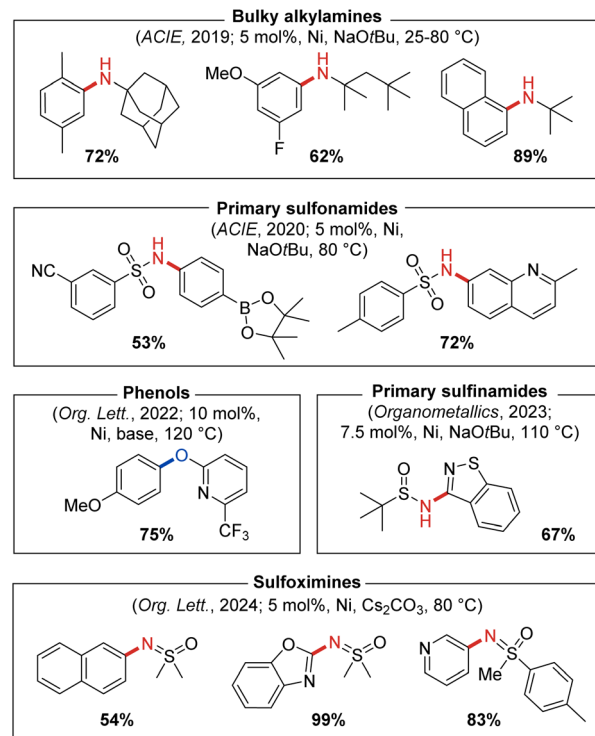 Bulky alkylamines
(ACIE, 2019; 5 mol%, Ni, NaOtBu, 25-80 °C)
H
N
72%
MeO
H
N
F
62%
H
N
89%
Primary sulfonamides
(ACIE, 2020; 5 mol%, Ni,
NaOtBu, 80 °C)
NC
O
S
O
H
N
B
O
O
53%
O
S
O
H
N
N
72%
Phenols
(Org. Lett., 2022; 10 mol%,
Ni, base, 120 °C)
O
MeO
N
CF3
75%
Primary sulfinamides
(Organometallics, 2023;
7.5 mol%, Ni, NaOtBu, 110 °C)
O
S
N
H
N
S
67%
Sulfoximines
(Org. Lett., 2024; 5 mol%, Ni, Cs2CO3, 80 °C)
N
S
O
54%
O
N
N
S
O
99%
N
N
S
O
Me
83%